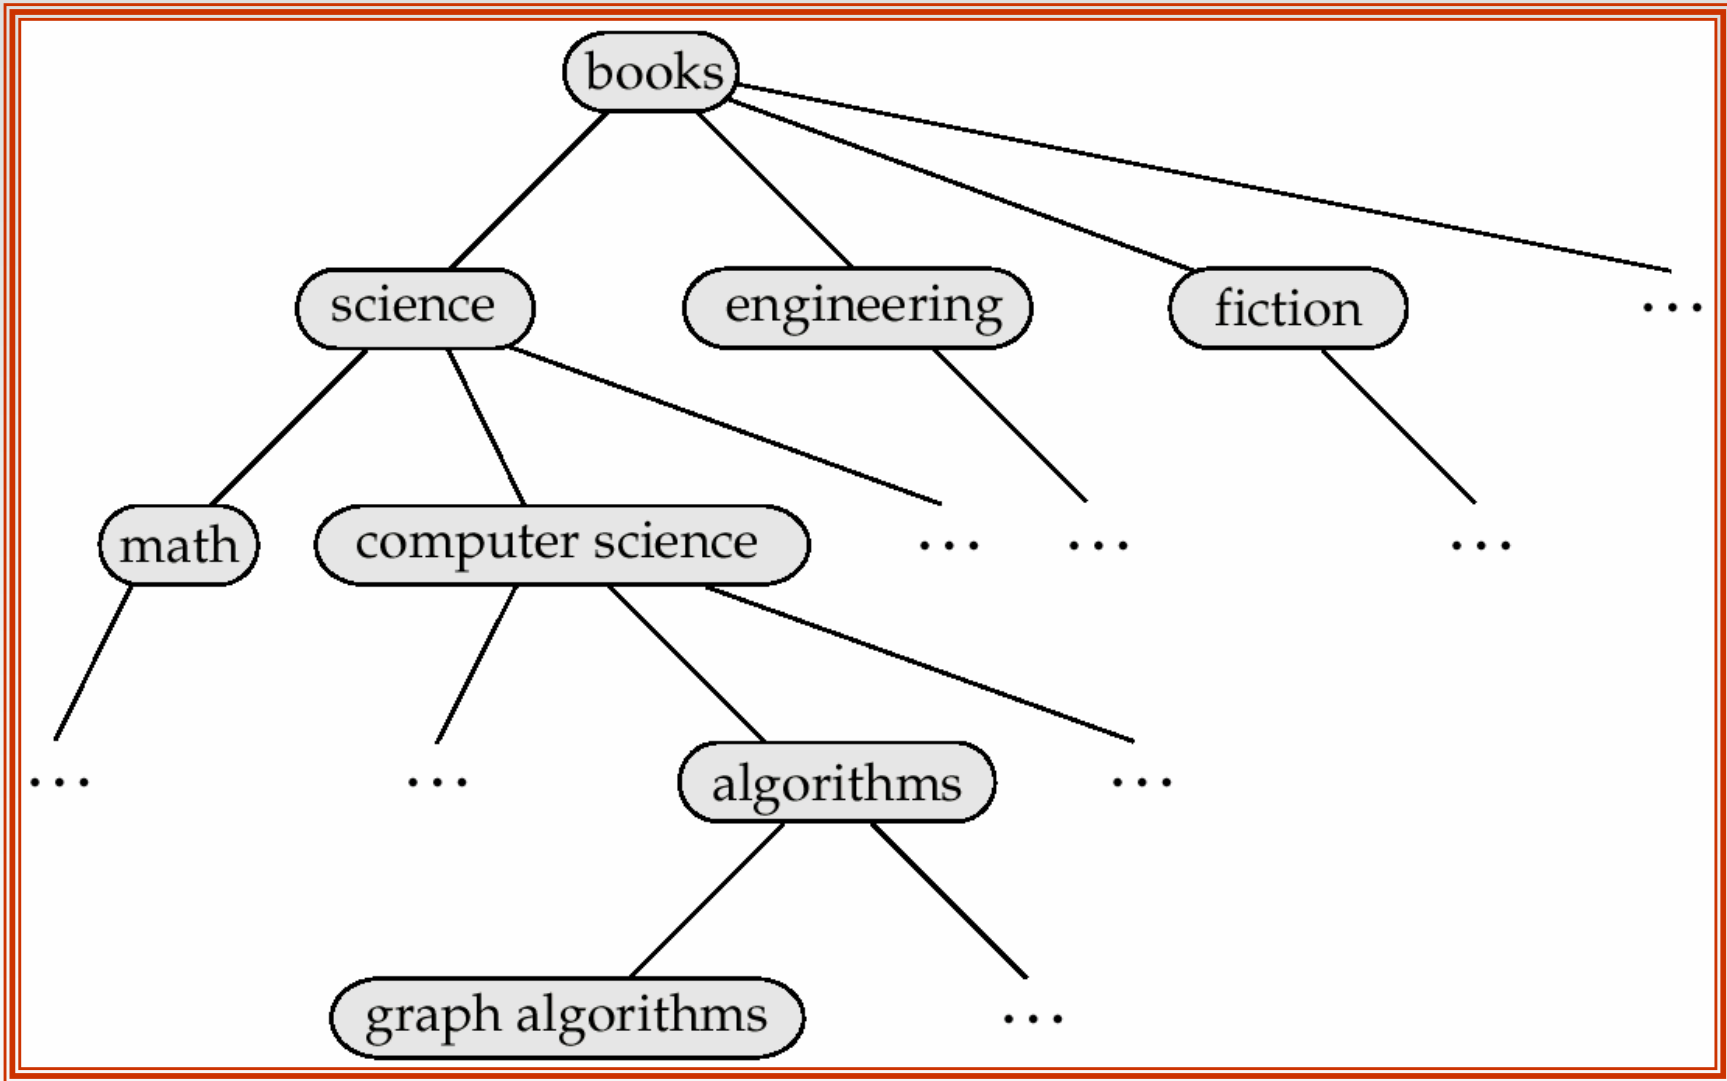 books
science
engineering
fiction
...
math
computer science
...
...
...
...
...
algorithms
...
graph algorithms
...